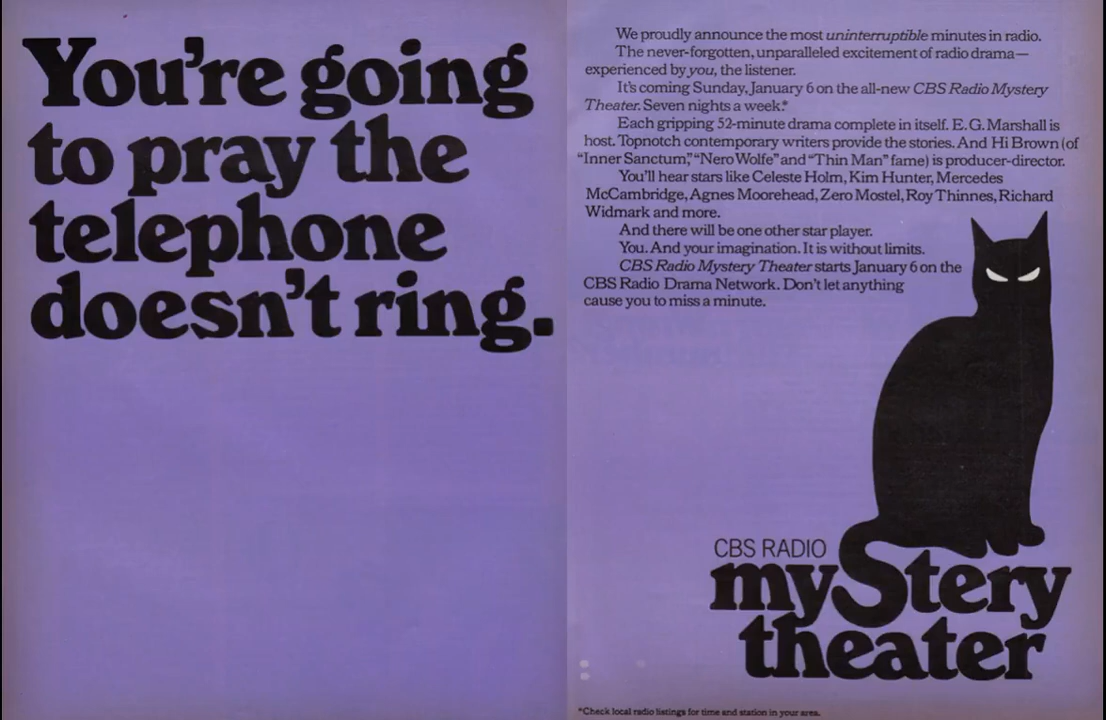 You're going
to pray the
telephone
doesn't ring.
We proudly announce the most uninterruptible minutes in radio.
The never-forgotten, unparalleled excitement of radio drama—
experienced by you, the listener.
It's coming Sunday, January 6 on the all-new CBS Radio Mystery
Theater. Seven nights a week.*
Each gripping 52-minute drama complete in itself. E. G. Marshall is
host. Topnotch contemporary writers provide the stories. And Hi Brown (of
"Inner Sanctum," "Nero Wolfe" and "Thin Man" fame) is producer-director.
You'll hear stars like Celeste Holm, Kim Hunter, Mercedes
McCambridge, Agnes Moorehead, Zero Mostel, Roy Thinnes, Richard
Widmark and more.
And there will be one other star player.
You. And your imagination. It is without limits.
CBS Radio Mystery Theater starts January 6 on the
CBS Radio Drama Network. Don't let anything
cause you to miss a minute.
CBS RADIO
myStery
theater
*Check local radio listings for time and station in your area.